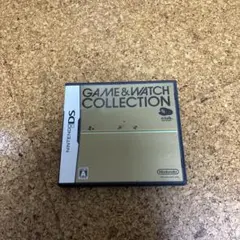 GAME&WATCH
COLLECTION
NINTENDO DS
A
Nintendo